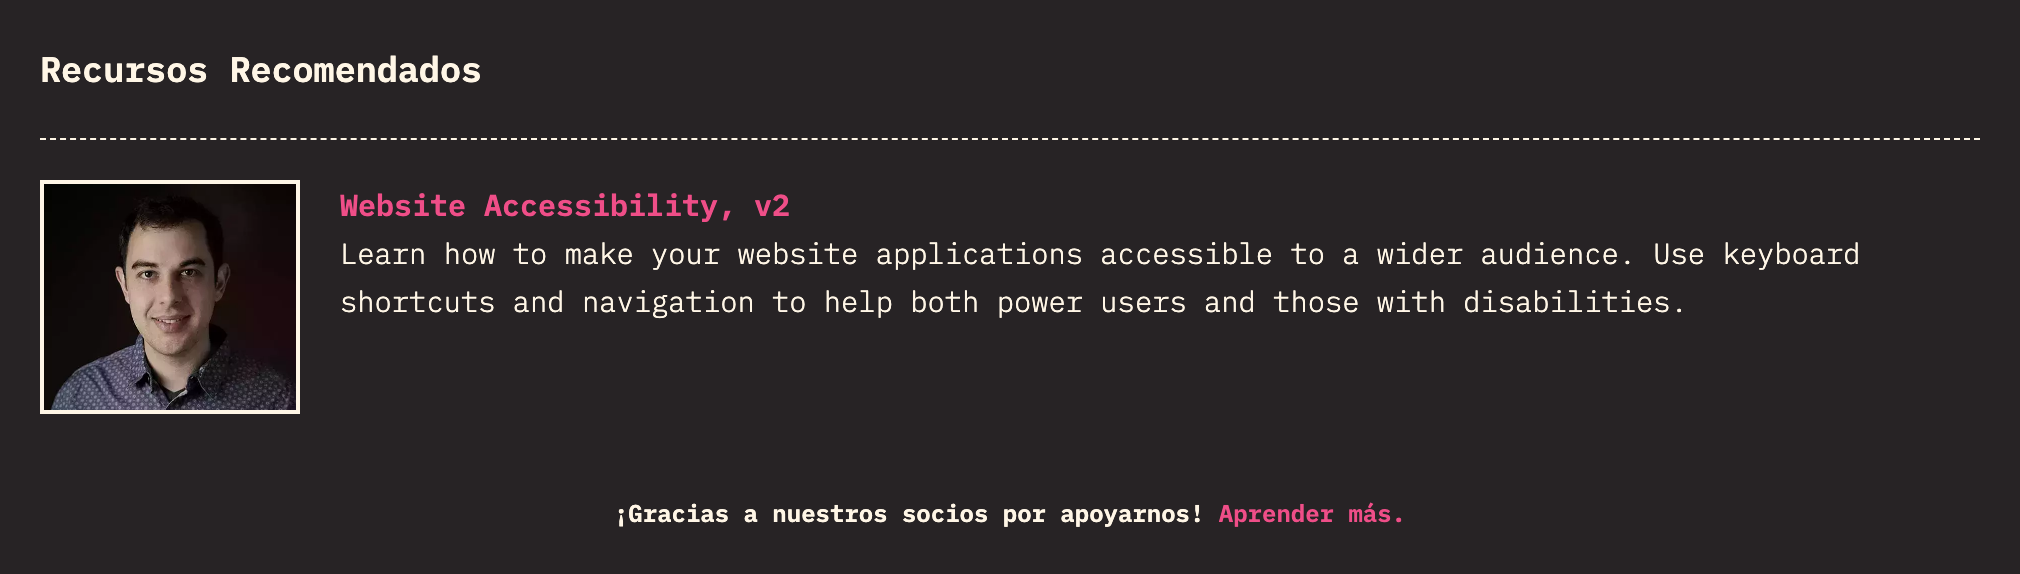 Recursos Recomendados
Website Accessibility, v2
Learn how to make your website applications accessible to a wider audience. Use keyboard
shortcuts and navigation to help both power users and those with disabilities.
¡Gracias a nuestros socios por apoyarnos! Aprender más.